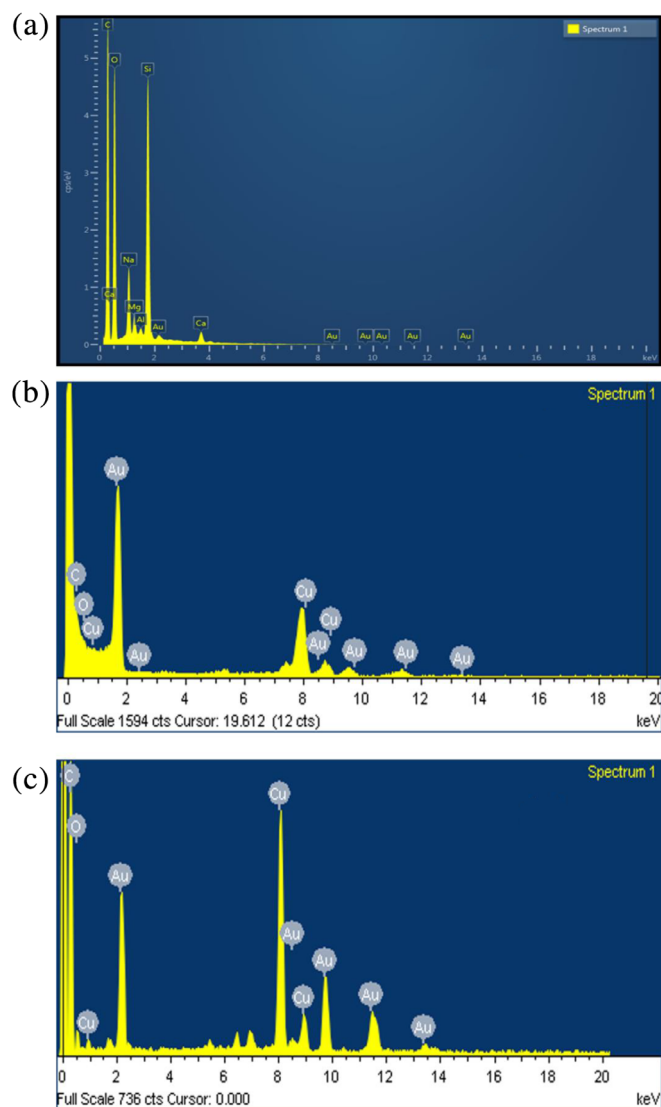 (a)
Spectrum 1
C
O
Si
Na
Ca
Mg
Al
Au
Ca
Au
Au
Au
Au
Au
cps/eV
5
4
3
2
1
0
0 2 4 6 8 10 12 14 16 18 keV
(b)
Spectrum 1
Au
C
O
Cu
Au
Cu
Cu
Au
Au
Au
Au
0 2 4 6 8 10 12 14 16 18 20
Full Scale 1594 cts Cursor: 19.612 (12 cts) keV
(c)
Spectrum 1
C
Cu
O
Au
Au
Au
Cu
Au
Cu
Au
0 2 4 6 8 10 12 14 16 18 20
Full Scale 736 cts Cursor: 0.000 keV